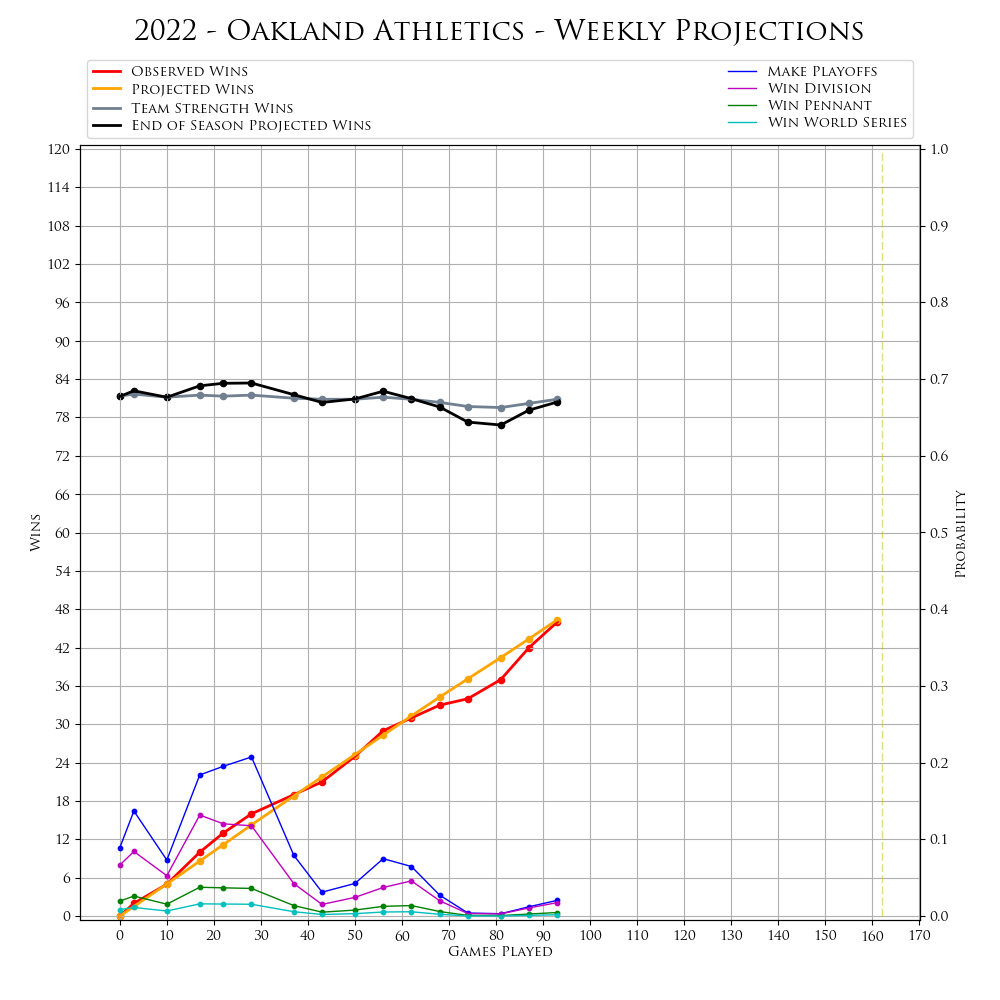 2022 - Oakland Athletics - Weekly Projections
Observed Wins
Projected Wins
Team Strength Wins
End of Season Projected Wins
Make Playoffs
Win Division
Win Pennant
Win World Series
120
114
108
102
96
90
84
78
72
66
60
54
48
42
36
30
24
18
12
6
0
Wins
1.0
0.9
0.8
0.7
0.6
0.5
0.4
0.3
0.2
0.1
0.0
Probability
0 10 20 30 40 50 60 70 80 90 100 110 120 130 140 150 160 170
Games Played